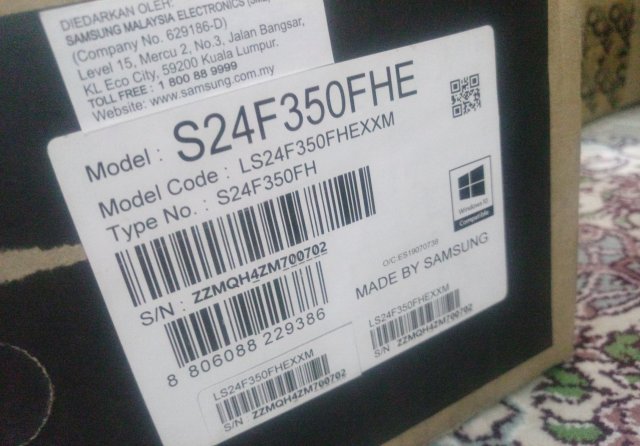 DIEDARKAN OLEH:
SAMSUNG MALAYSIA ELECTRONICS (SME)
(Company No. 629186-D)
Level 15, Mercu 2, No.3, Jalan Bangsar,
KL Eco City, 59200 Kuala Lumpur.
TOLL FREE : 1 800 88 9999
Website: www.samsung.com.my
Model : S24F350FHE
Model Code : LS24F350FHEXXM
Type No. : S24F350FH
Windows 10
Compatible
S/N : ZZMQH4ZM700702
O/C:ES19070738
MADE BY SAMSUNG
8 806088 229386
LS24F350FHEXXM
S/N: ZZMQH4ZM700702
LS24F350FHEXXM
S/N: ZZMQH4ZM700702